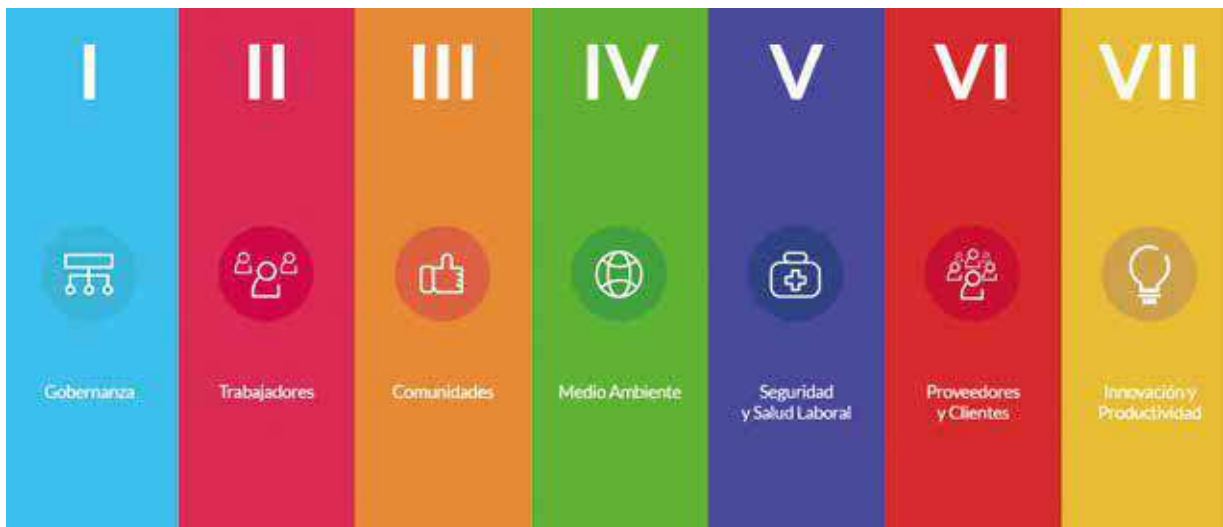 I
II
III
IV
V
VI
VII
Gobernanza
Trabajadores
Comunidades
Medio Ambiente
Seguridad
y Salud Laboral
Proveedores
y Clientes
Innovación y
Productividad